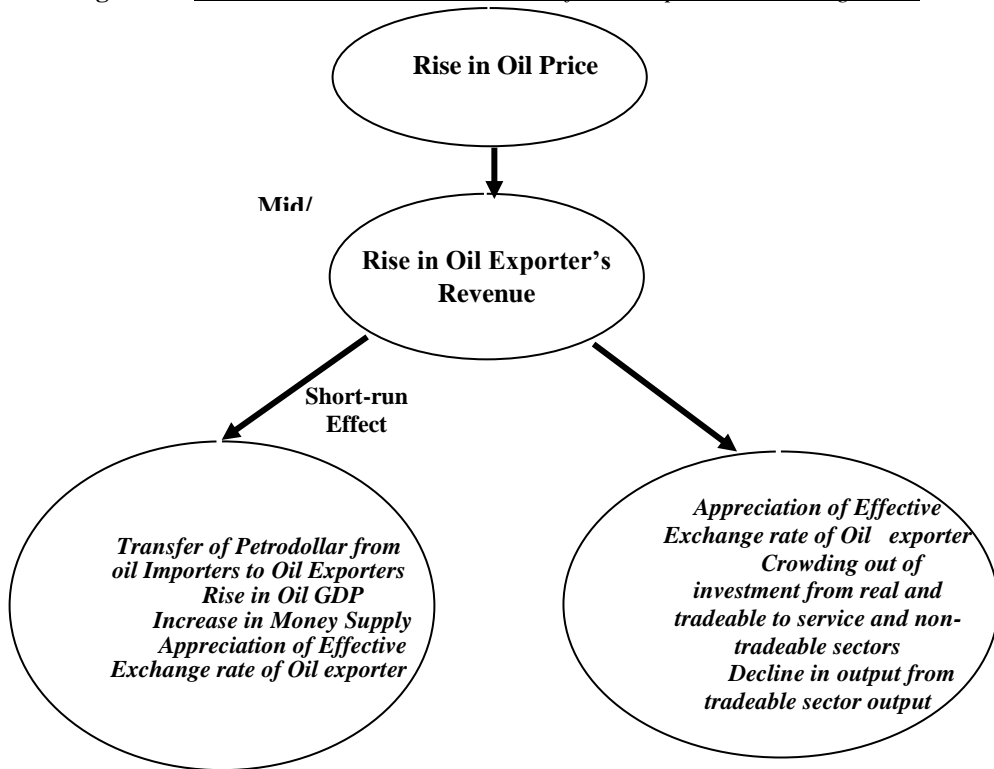 Rise in Oil Price
Mid/
Rise in Oil Exporter's
Revenue
Short-run
Effect
Transfer of Petrodollar from
oil Importers to Oil Exporters
Rise in Oil GDP
Increase in Money Supply
Appreciation of Effective
Exchange rate of Oil exporter
Appreciation of Effective
Exchange rate of Oil exporter
Crowding out of
investment from real and
tradeable to service and non-
tradeable sectors
Decline in output from
tradeable sector output